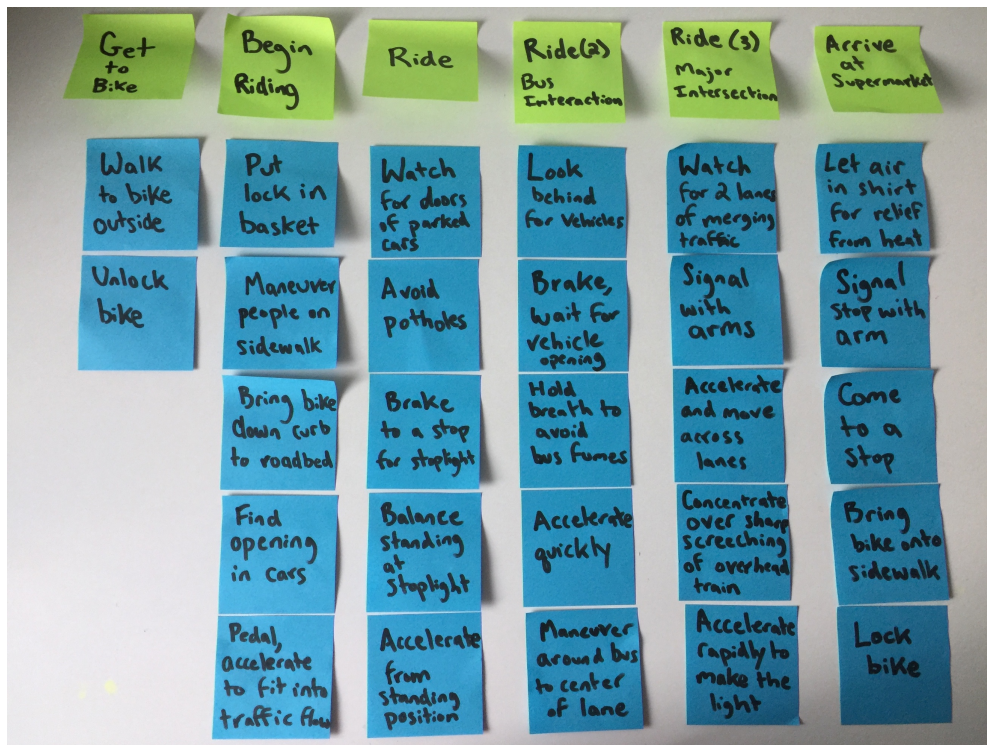 Get
to
Bike
Begin
Riding
Ride
Ride(2)
Bus
Interaction
Ride (3)
Major
Intersection
Arrive
at
Supermarket
Walk
to bike
outside
Unlock
bike
Put
lock in
basket
Maneuver
people on
sidewalk
Bring bike
down curb
to roadbed
Find
opening
in cars
Pedal,
accelerate
to fit into
traffic flow
Watch
for doors
of parked
cars
Avoid
potholes
Brake
to a stop
for stoplight
Balance
standing
at
Stoplight
Accelerate
from
standing
position
Look
behind
for vehicles
Brake,
wait for
vehicle
opening
Hold
breath to
avoid
bus fumes
Accelerate
quickly
Maneuver
around bus
to center
of lane
Watch
for 2 lanes
of merging
traffic
Signal
with
arms
Accelerate
and move
across
lanes
Concentrate
over sharp
screeching
of overhead
train
Accelerate
rapidly to
make the
light
Let air
in shirt
for relief
from heat
Signal
stop with
arm
Come
to a
Stop
Bring
bike onto
sidewalk
Lock
bike